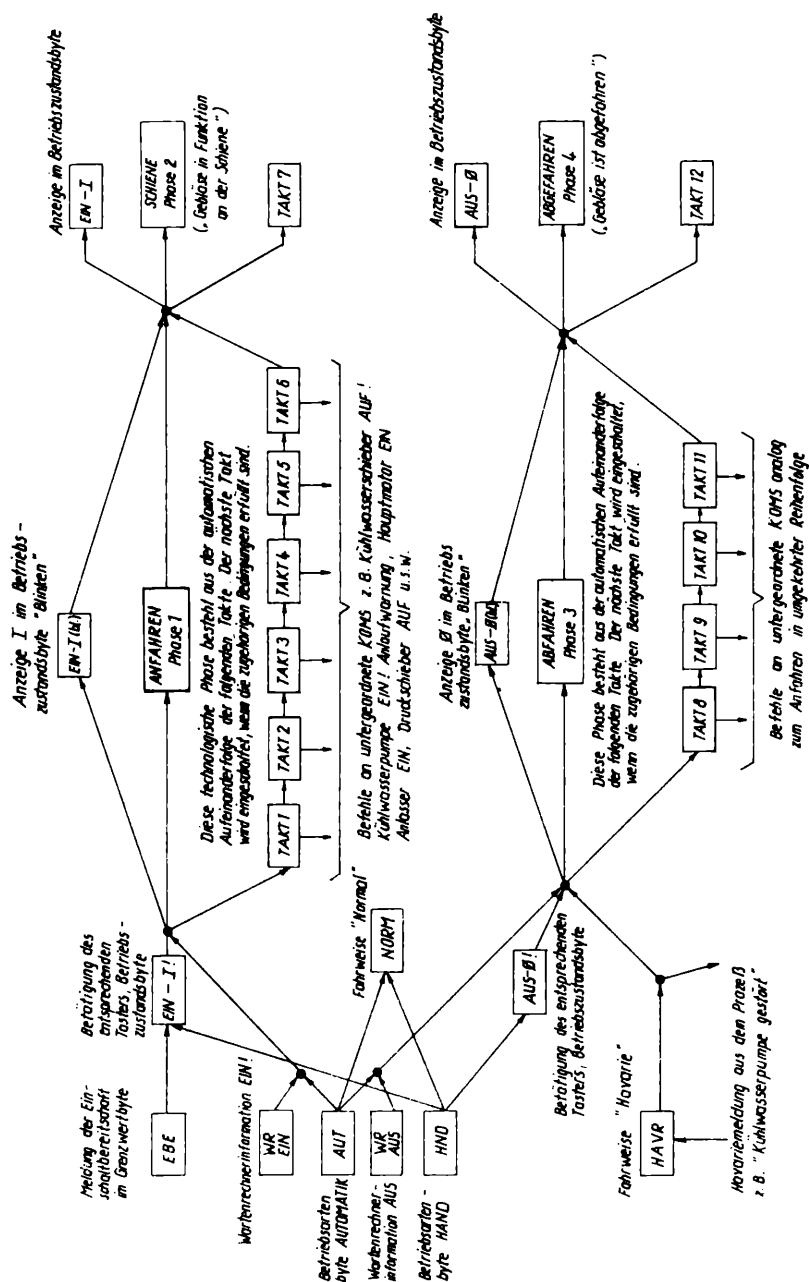 Meldung der Ein-
schaltbereitschaft
im Grenzwertbyte
EBE
Betätigung des
entsprechenden
Tasters, Betriebs-
zustandsbyte
EIN-I!
Anzeige I im Betriebs-
zustandsbyte "Blinken"
EIN-I(bl)
ANFAHREN
Phase 1
Anzeige im Betriebszustandsbyte
EIN-I
SCHIENE
Phase 2
(„Gebläse in Funktion
an der Schiene")
TAKT 7
Diese technologische Phase besteht aus der automatischen
Aufeinanderfolge der folgenden Takte. Der nächste Takt
wird eingeschaltet, wenn die zugehörigen Bedingungen erfüllt sind.
TAKT 1
TAKT 2
TAKT 3
TAKT 4
TAKT 5
TAKT 6
Befehle an untergeordnete KOMS z.B. Kühlwasserschieber AUF!
Kühlwasserpumpe EIN! Anlaufwarnung, Hauptmotor EIN
Anlasser EIN, Druckschieber AUF u.s.w.
Wartenrechnerinformation EIN!
WR
EIN
Betriebsarten
byte AUTOMATIK
AUT
Wartenrechner-
information AUS
WR
AUS
Betriebsarten-
byte HAND
HND
Fahrweise "Normal"
NORM
AUS-Ø!
Betätigung des entsprechenden
Tasters, Betriebszustandsbyte
Anzeige Ø im Betriebs
zustandsbyte „Blinken"
AUS-Ø(bl)
ABFAHREN
Phase 3
Anzeige im Betriebszustandsbyte
AUS-Ø
ABGEFAHREN
Phase 4
(„Gebläse ist abgefahren")
TAKT 12
Diese Phase besteht aus der automatischen Aufeinanderfolge
der folgenden Takte. Der nächste Takt wird eingeschaltet,
wenn die zugehörigen Bedingungen erfüllt sind.
TAKT 8
TAKT 9
TAKT 10
TAKT 11
Befehle an untergeordnete KOMS analog
zum Anfahren in umgekehrter Reihenfolge
Fahrweise "Havarie"
HAVR
Havariemeldung aus dem Prozeß
z.B. "Kühlwasserpumpe gestört"